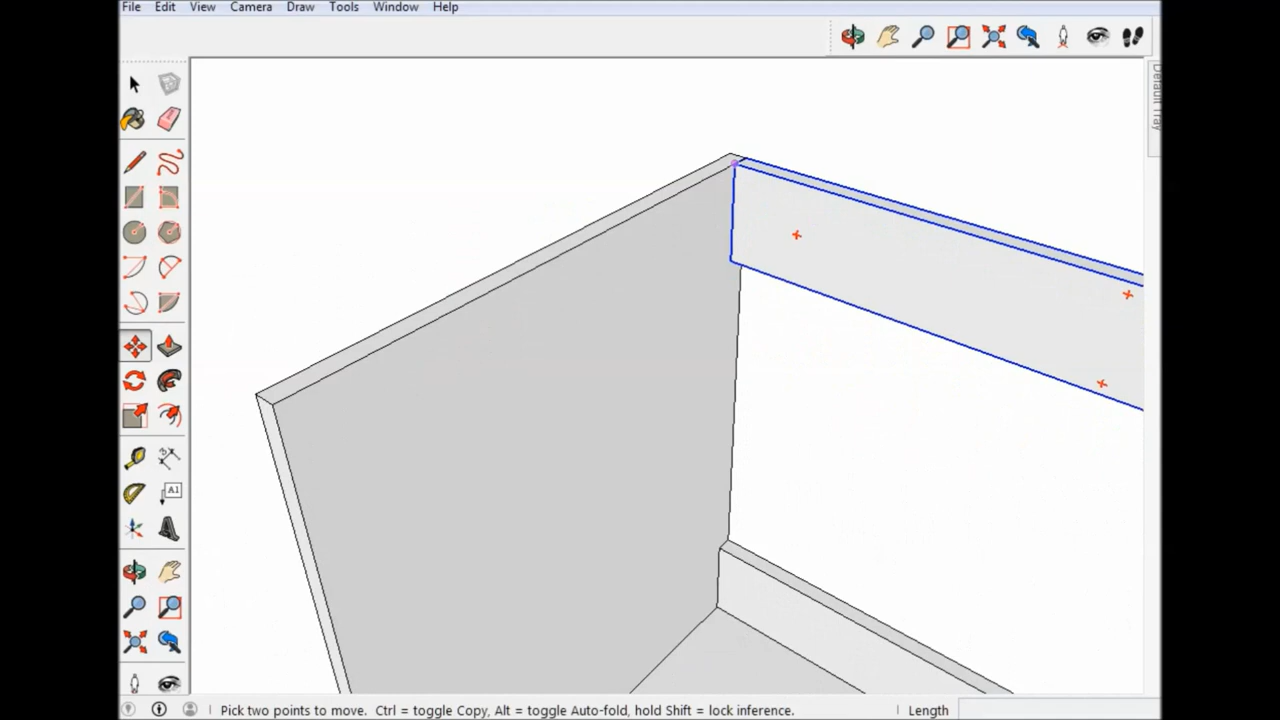 File Edit View Camera Draw Tools Window Help
Default Tray
A1
Pick two points to move. Ctrl = toggle Copy, Alt = toggle Auto-fold, hold Shift = lock inference. Length